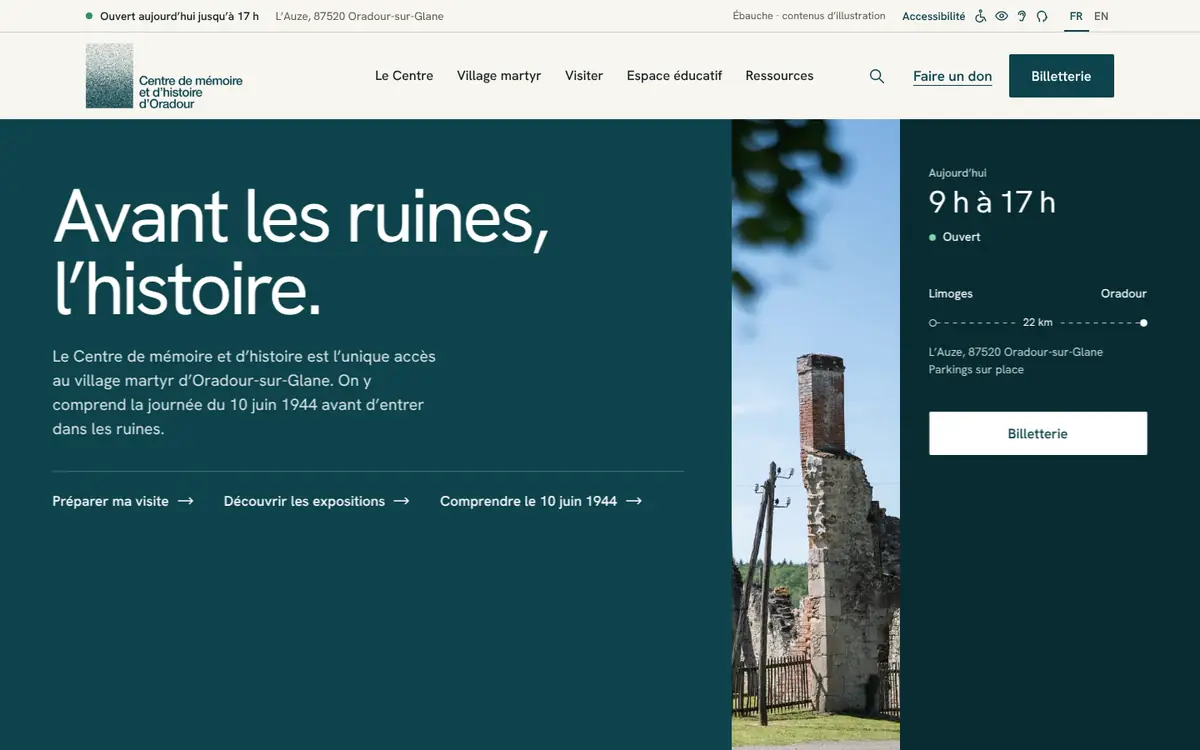 Ouvert aujourd’hui jusqu’à 17 h
L’Auze, 87520 Oradour-sur-Glane
Ébauche · contenus d’illustration
Accessibilité
FR
EN
Centre de mémoire
et d’histoire
d’Oradour
Le Centre
Village martyr
Visiter
Espace éducatif
Ressources
Faire un don
Billetterie
Avant les ruines,
l’histoire.
Le Centre de mémoire et d’histoire est l’unique accès
au village martyr d’Oradour-sur-Glane. On y
comprend la journée du 10 juin 1944 avant d’entrer
dans les ruines.
Préparer ma visite →
Découvrir les expositions →
Comprendre le 10 juin 1944 →
Aujourd’hui
9 h à 17 h
Ouvert
Limoges
Oradour
22 km
L’Auze, 87520 Oradour-sur-Glane
Parkings sur place
Billetterie